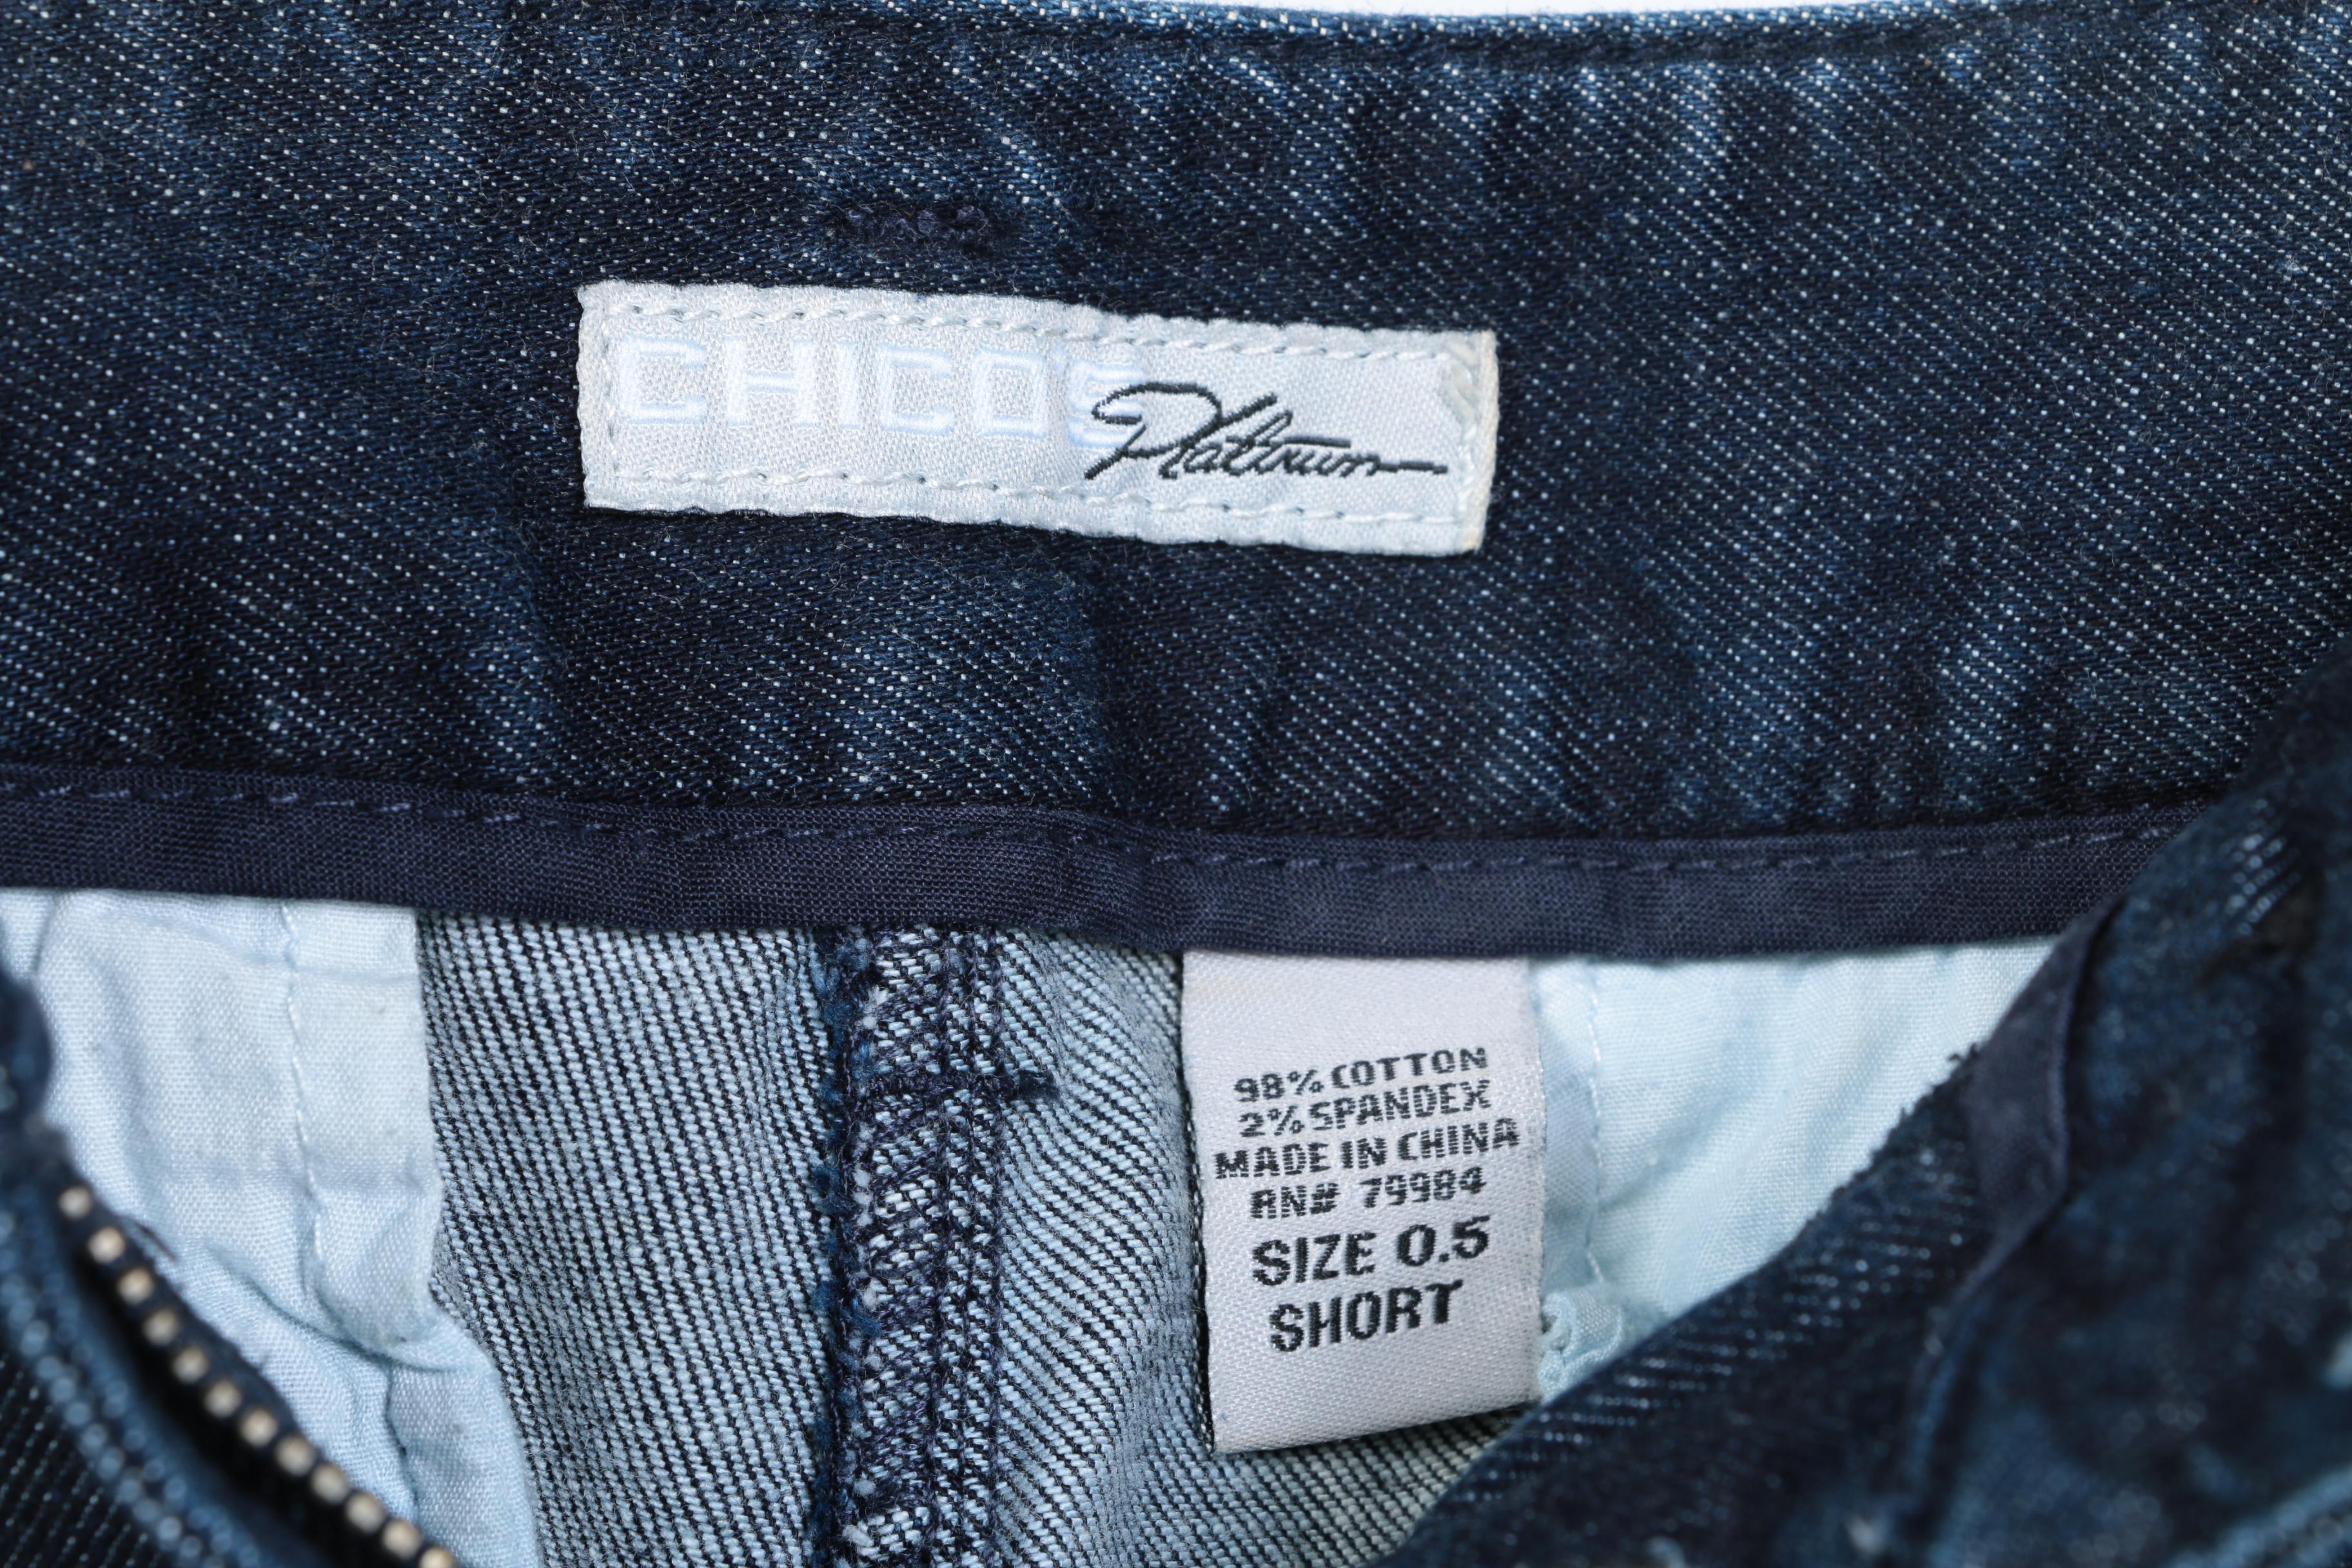 CHICO'S Platinum
98% COTTON
2% SPANDEX
MADE IN CHINA
RN# 79984
SIZE 0.5
SHORT